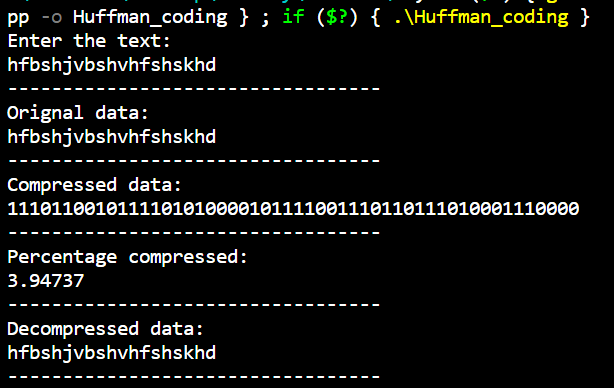 pp -o Huffman_coding } ; if ($?) { .\Huffman_coding }
Enter the text:
hfbshjvbshvhfshskhd
----------------------------------
Orignal data:
hfbshjvbshvhfshskhd
----------------------------------
Compressed data:
1110110010111101010000101111001110110111010001110000
----------------------------------
Percentage compressed:
3.94737
----------------------------------
Decompressed data:
hfbshjvbshvhfshskhd
----------------------------------